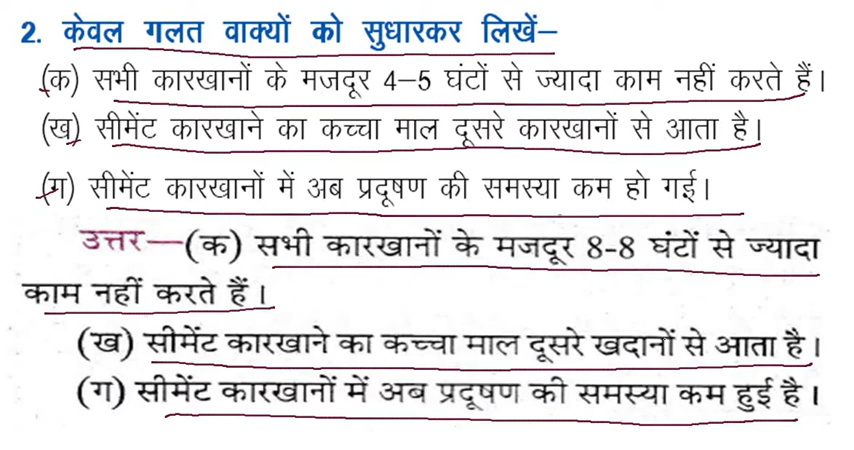 2. केवल गलत वाक्यों को सुधारकर लिखें–
(क) सभी कारखानों के मजदूर 4–5 घंटों से ज्यादा काम नहीं करते हैं।
(ख) सीमेंट कारखाने का कच्चा माल दूसरे कारखानों से आता है।
(ग) सीमेंट कारखानों में अब प्रदूषण की समस्या कम हो गई।
उत्तर—(क) सभी कारखानों के मजदूर 8-8 घंटों से ज्यादा
काम नहीं करते हैं।
(ख) सीमेंट कारखाने का कच्चा माल दूसरे खदानों से आता है।
(ग) सीमेंट कारखानों में अब प्रदूषण की समस्या कम हुई है।